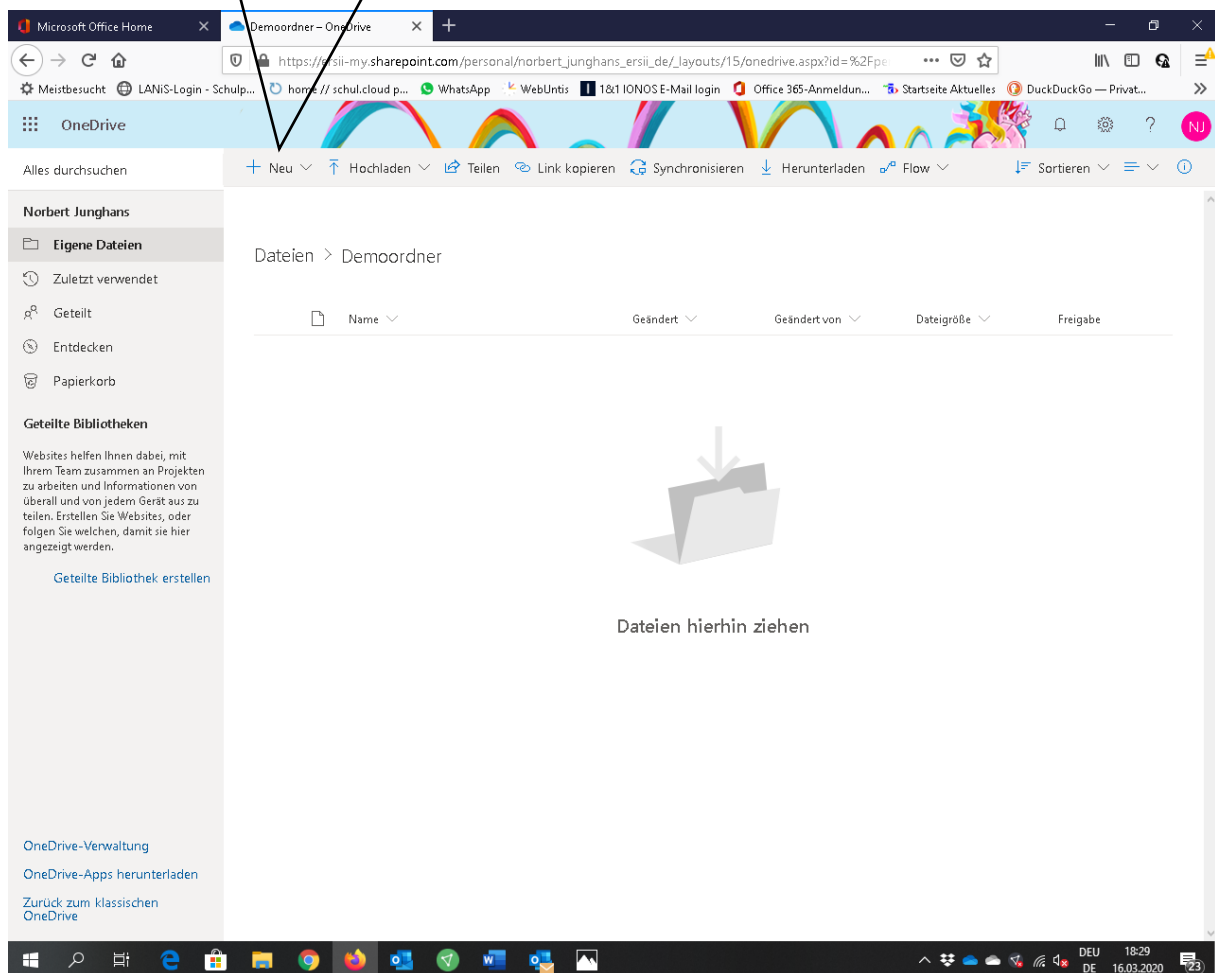 Microsoft Office Home
Demoordner – OneDrive
https://ersii-my.sharepoint.com/personal/norbert_junghans_ersii_de/_layouts/15/onedrive.aspx?id=%2Fpe
Meistbesucht LANiS-Login - Schulp... home // schul.cloud p... WhatsApp WebUntis 1&1 IONOS E-Mail login Office 365-Anmeldun... Startseite Aktuelles DuckDuckGo — Privat...
OneDrive
? NJ
Alles durchsuchen
Neu Hochladen Teilen Link kopieren Synchronisieren Herunterladen Flow Sortieren
Norbert Junghans
Eigene Dateien
Zuletzt verwendet
Geteilt
Entdecken
Papierkorb
Geteilte Bibliotheken
Websites helfen Ihnen dabei, mit
Ihrem Team zusammen an Projekten
zu arbeiten und Informationen von
überall und von jedem Gerät aus zu
teilen. Erstellen Sie Websites, oder
folgen Sie welchen, damit sie hier
angezeigt werden.
Geteilte Bibliothek erstellen
OneDrive-Verwaltung
OneDrive-Apps herunterladen
Zurück zum klassischen
OneDrive
Dateien > Demoordner
Name Geändert Geändert von Dateigröße Freigabe
Dateien hierhin ziehen
DEU 18:29
DE 16.03.2020
23